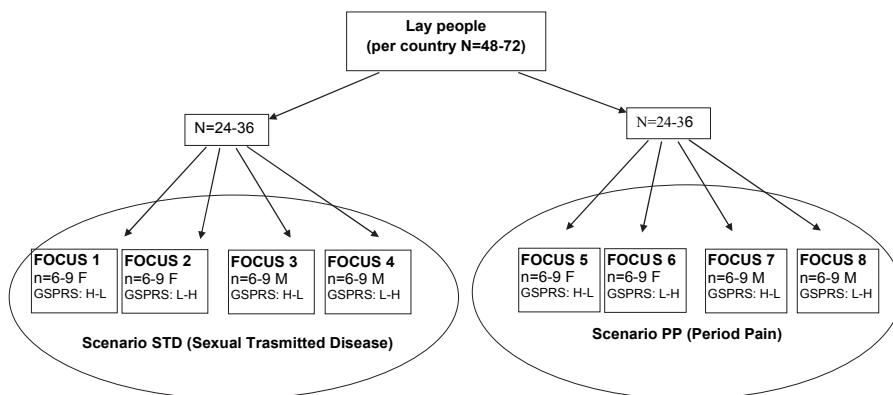 Lay people
(per country N=48-72)
N=24-36
N=24-36
FOCUS 1
n=6-9 F
GSPRS: H-L
FOCUS 2
n=6-9 F
GSPRS: L-H
FOCUS 3
n=6-9 M
GSPRS: H-L
FOCUS 4
n=6-9 M
GSPRS: L-H
Scenario STD (Sexual Trasmitted Disease)
FOCUS 5
n=6-9 F
GSPRS: H-L
FOCUS 6
n=6-9 F
GSPRS: L-H
FOCUS 7
n=6-9 M
GSPRS: H-L
FOCUS 8
n=6-9 M
GSPRS: L-H
Scenario PP (Period Pain)